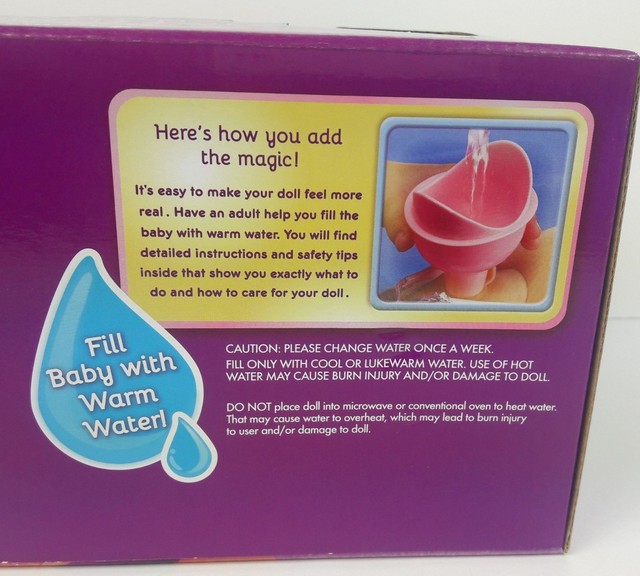 Here's how you add
the magic!
It's easy to make your doll feel more
real. Have an adult help you fill the
baby with warm water. You will find
detailed instructions and safety tips
inside that show you exactly what to
do and how to care for your doll.
Fill
Baby with
Warm
Water!
CAUTION: PLEASE CHANGE WATER ONCE A WEEK.
FILL ONLY WITH COOL OR LUKEWARM WATER. USE OF HOT
WATER MAY CAUSE BURN INJURY AND/OR DAMAGE TO DOLL.
DO NOT place doll into microwave or conventional oven to heat water.
That may cause water to overheat, which may lead to burn injury
to user and/or damage to doll.